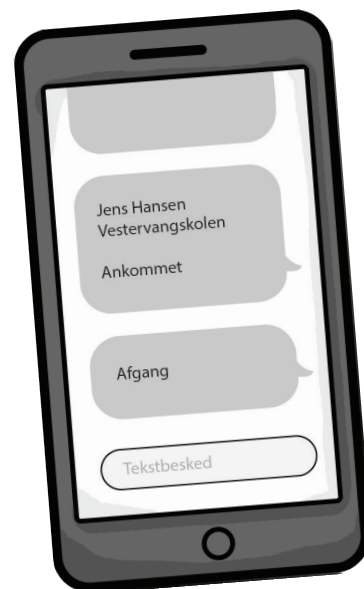 Jens Hansen
Vestervangskolen
Ankommet
Afgang
Tekstbesked